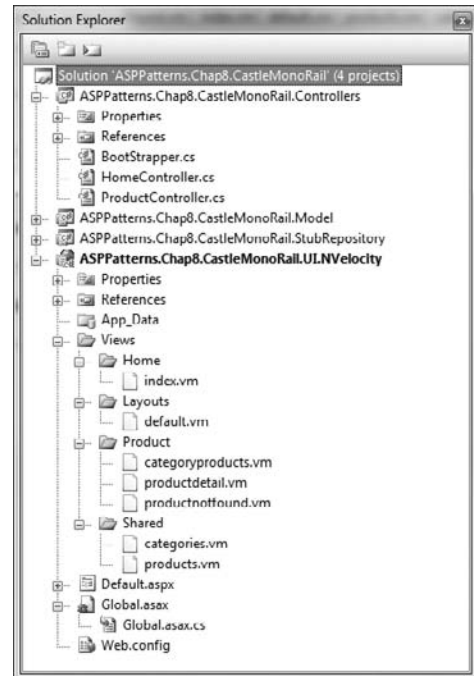 Solution Explorer
Solution 'ASPPatterns.Chap8.CastleMonoRail' (4 projects)
ASPPatterns.Chap8.CastleMonoRail.Controllers
Properties
References
BootStrapper.cs
HomeController.cs
ProductController.cs
ASPPatterns.Chap8.CastleMonoRail.Model
ASPPatterns.Chap8.CastleMonoRail.StubRepository
ASPPatterns.Chap8.CastleMonoRail.UI.NVelocity
Properties
References
App_Data
Views
Home
index.vm
Layouts
default.vm
Product
categoryproducts.vm
productdetail.vm
productnotfound.vm
Shared
categories.vm
products.vm
Default.aspx
Global.asax
Global.asax.cs
Web.config